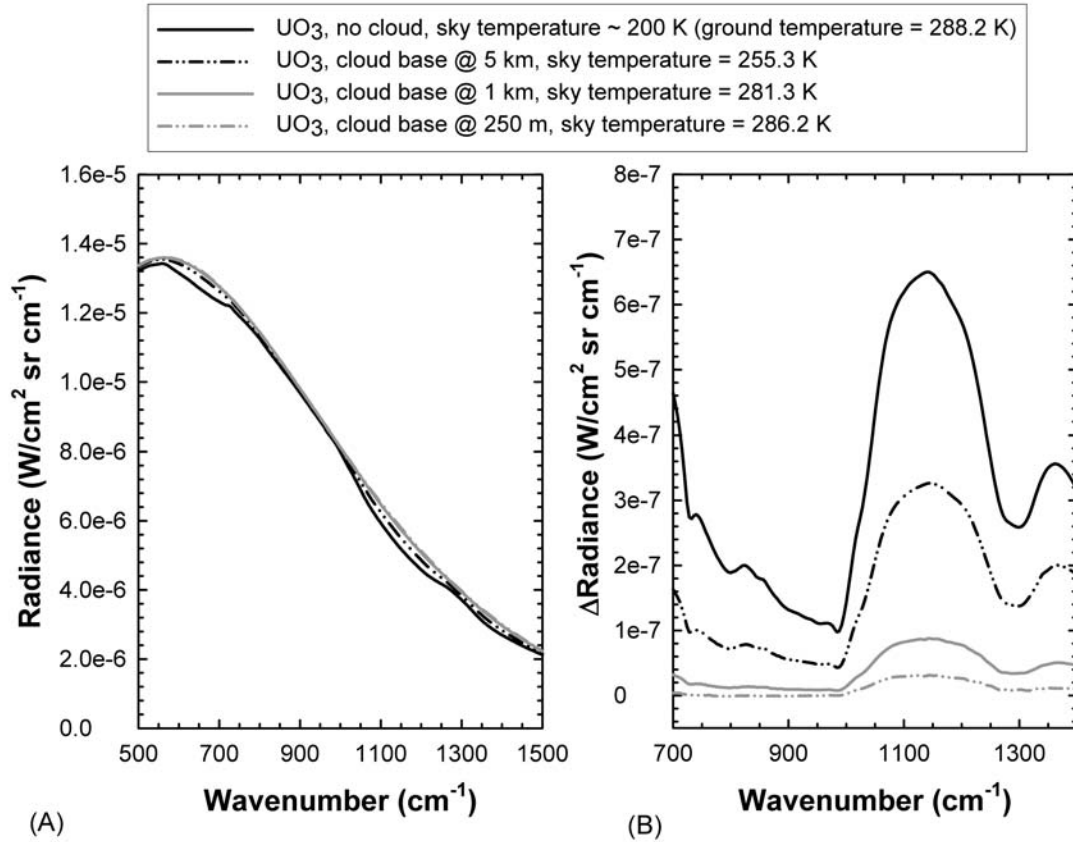 UO₃, no cloud, sky temperature ~ 200 K (ground temperature = 288.2 K)
UO₃, cloud base @ 5 km, sky temperature = 255.3 K
UO₃, cloud base @ 1 km, sky temperature = 281.3 K
UO₃, cloud base @ 250 m, sky temperature = 286.2 K
Radiance (W/cm² sr cm⁻¹)
1.6e-5
1.4e-5
1.2e-5
1.0e-5
8.0e-6
6.0e-6
4.0e-6
2.0e-6
0.0
500 700 900 1100 1300 1500
Wavenumber (cm⁻¹)
(A)
ΔRadiance (W/cm² sr cm⁻¹)
8e-7
7e-7
6e-7
5e-7
4e-7
3e-7
2e-7
1e-7
0
700 900 1100 1300
Wavenumber (cm⁻¹)
(B)